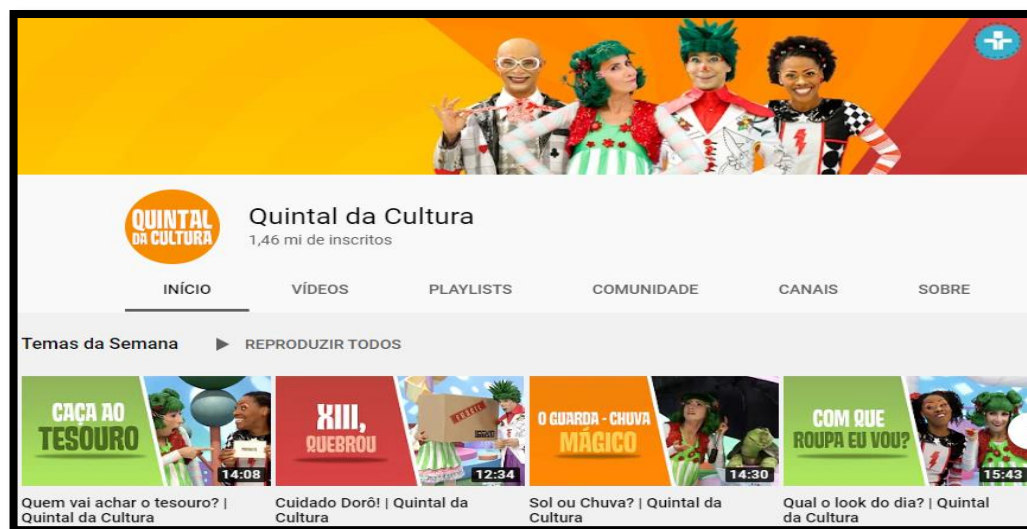 QUINTAL
DA CULTURA
Quintal da Cultura
1,46 mi de inscritos
INÍCIO VÍDEOS PLAYLISTS COMUNIDADE CANAIS SOBRE
Temas da Semana REPRODUZIR TODOS
CAÇA AO
TESOURO
14:08
XIII,
QUEBROU
FRÁGIL
12:34
O GUARDA - CHUVA
MÁGICO
14:30
COM QUE
ROUPA EU VOU?
15:43
Quem vai achar o tesouro? |
Quintal da Cultura
Cuidado Dorô! | Quintal da
Cultura
Sol ou Chuva? | Quintal da
Cultura
Qual o look do dia? | Quintal
da Cultura